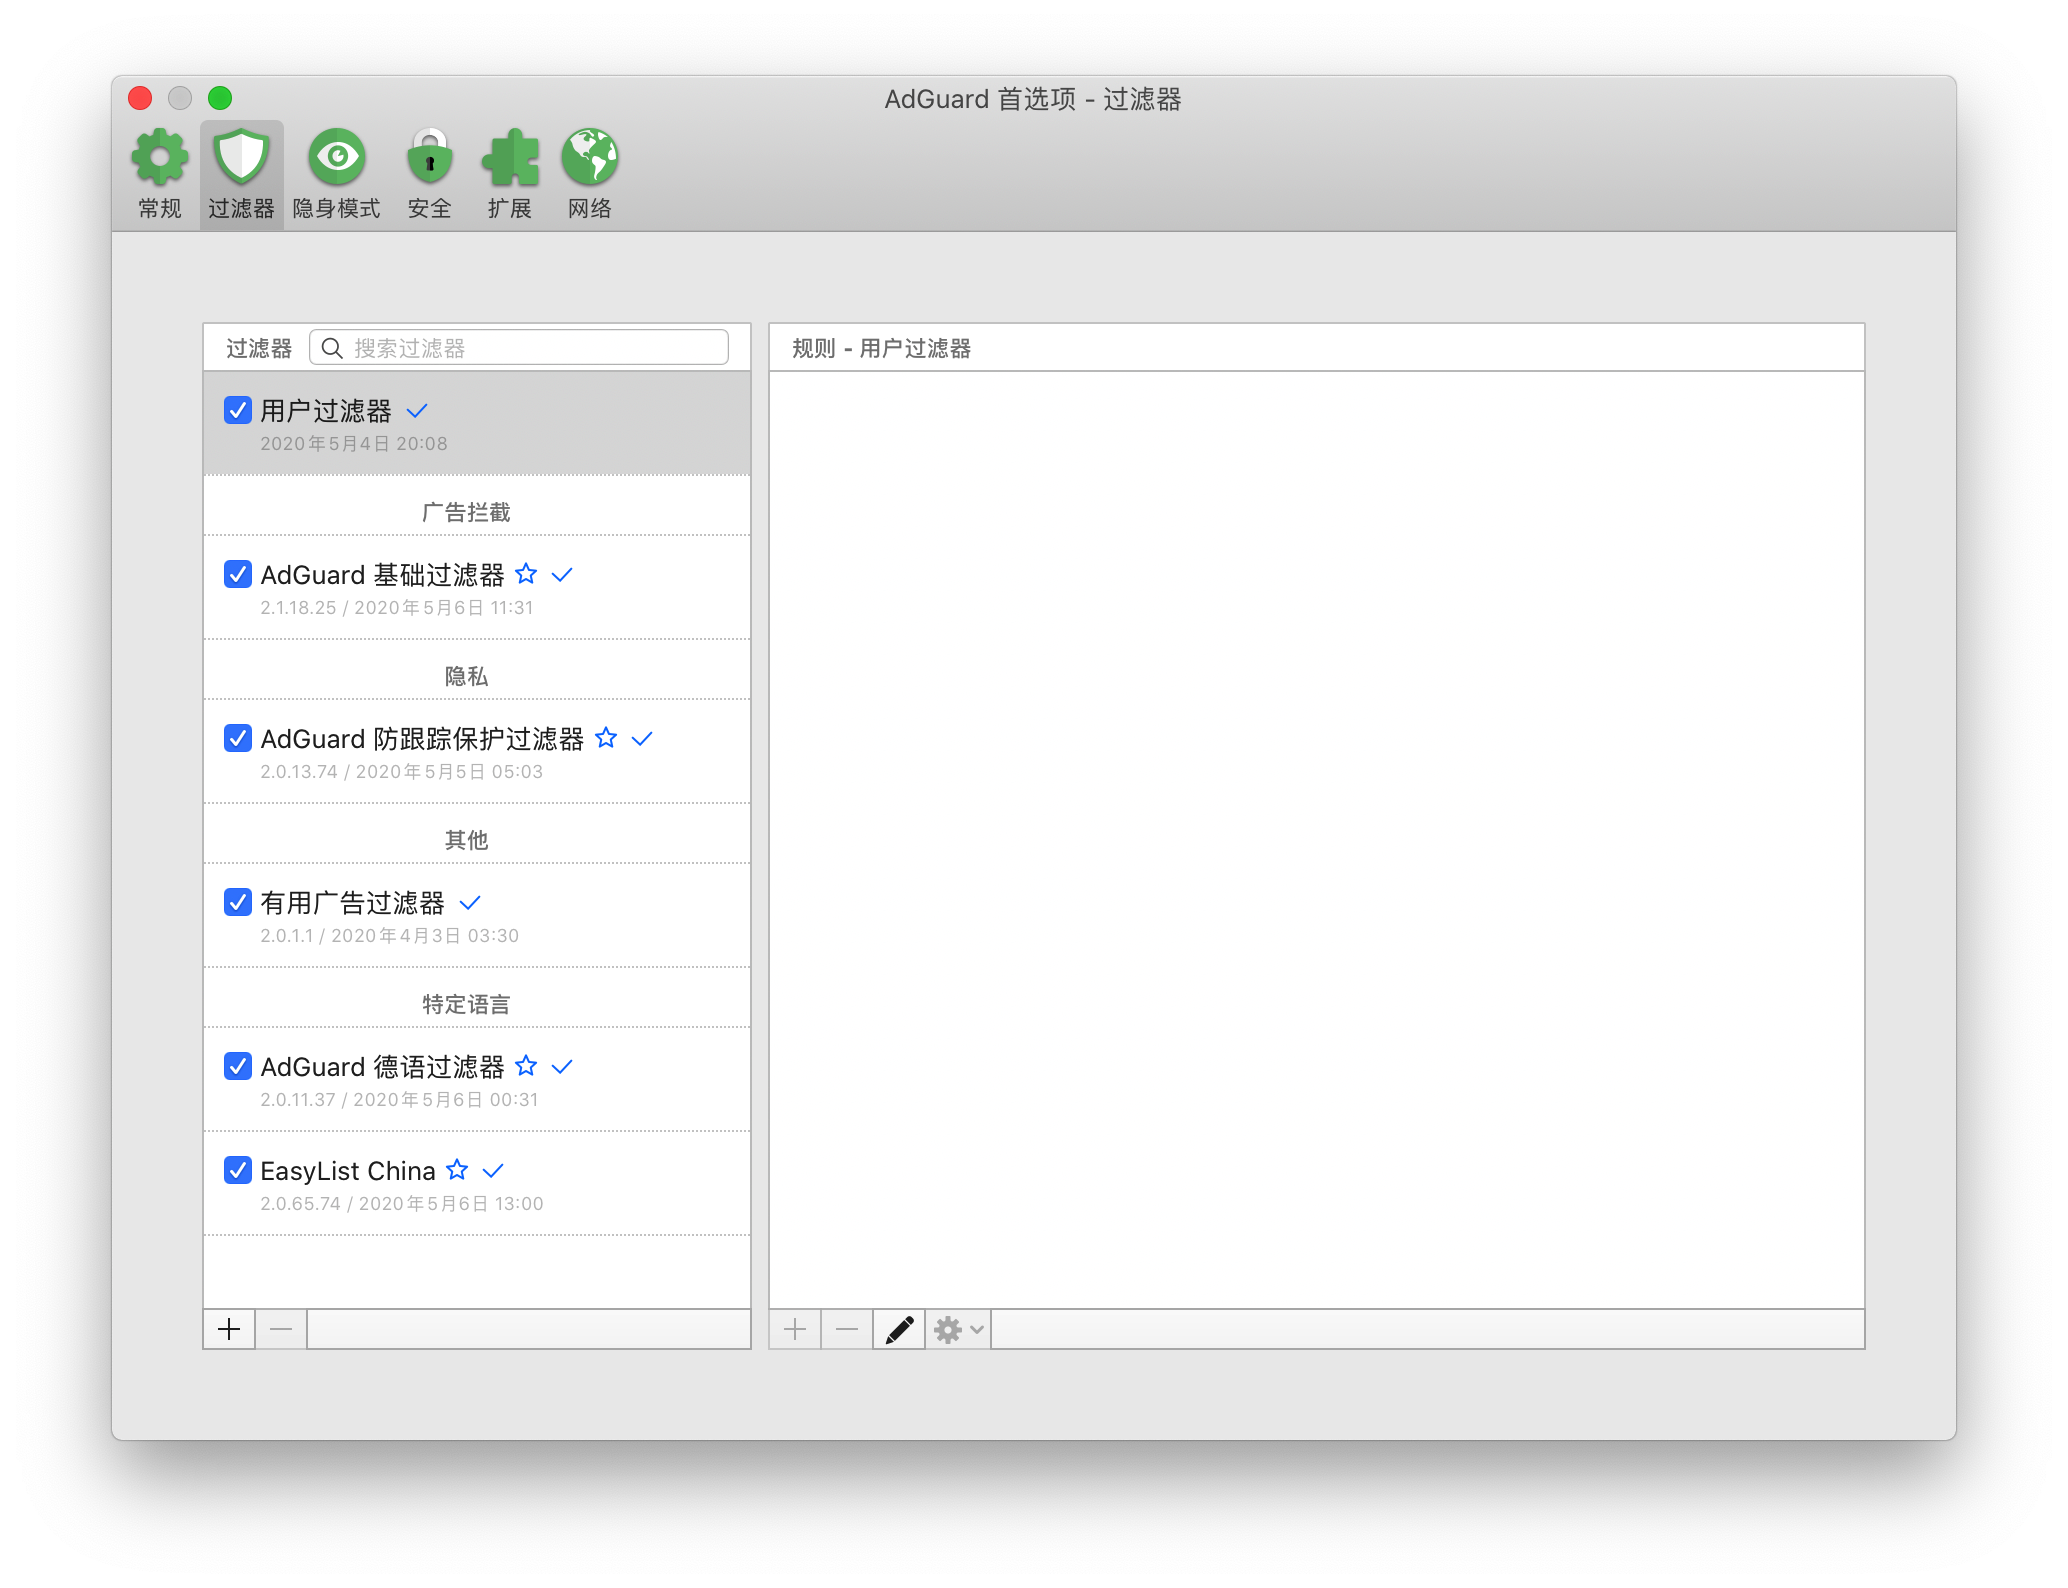 AdGuard 首选项 - 过滤器
常规
过滤器
隐身模式
安全
扩展
网络
过滤器
搜索过滤器
用户过滤器
2020年5月4日 20:08
广告拦截
AdGuard 基础过滤器
2.1.18.25 / 2020年5月6日 11:31
隐私
AdGuard 防跟踪保护过滤器
2.0.13.74 / 2020年5月5日 05:03
其他
有用广告过滤器
2.0.1.1 / 2020年4月3日 03:30
特定语言
AdGuard 德语过滤器
2.0.11.37 / 2020年5月6日 00:31
EasyList China
2.0.65.74 / 2020年5月6日 13:00
规则 - 用户过滤器